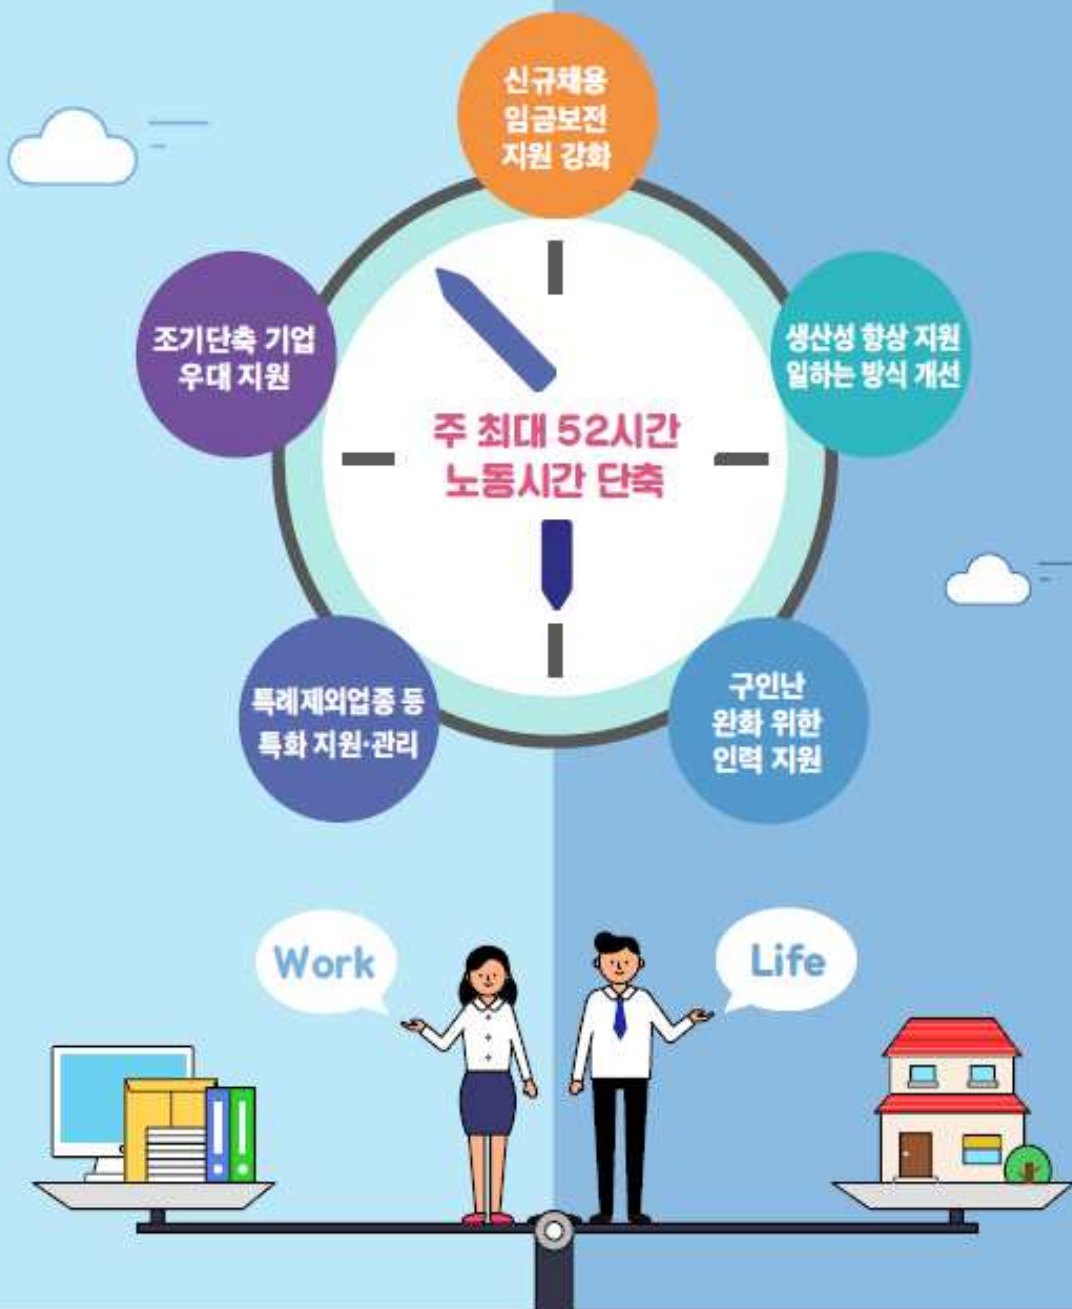 신규채용
임금보전
지원 강화
조기단축 기업
우대 지원
생산성 향상 지원
일하는 방식 개선
주 최대 52시간
노동시간 단축
특례제외업종 등
특화 지원·관리
구인난
완화 위한
인력 지원
Work
Life